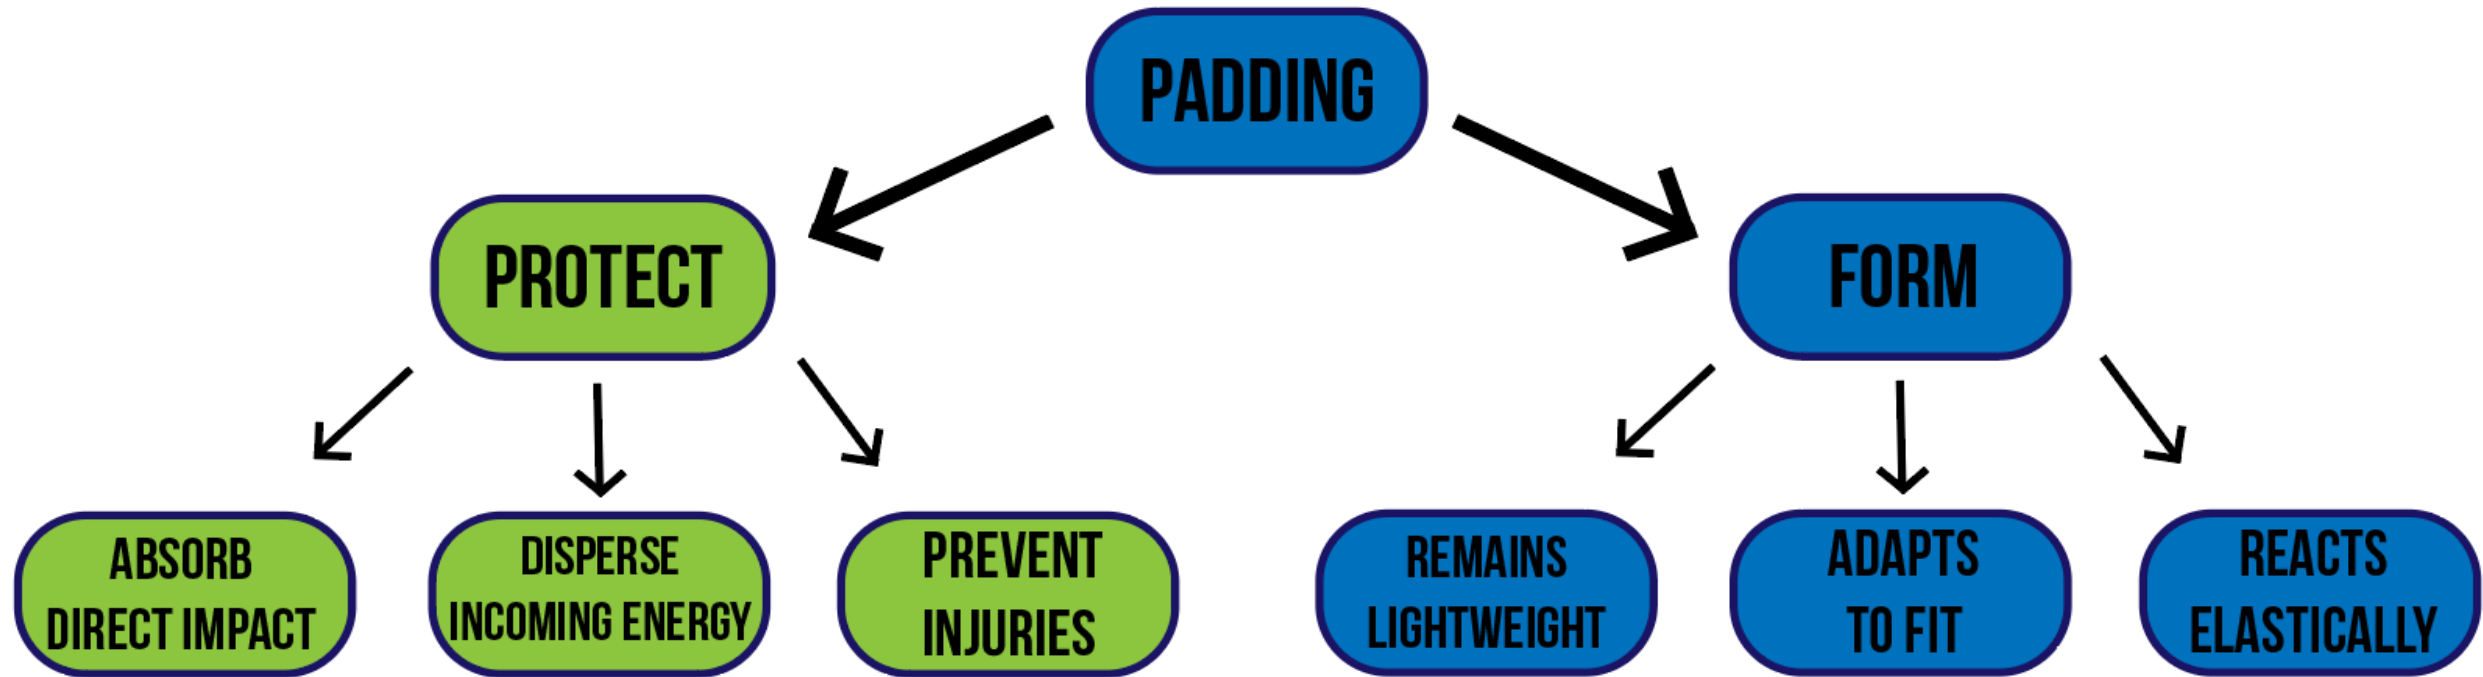 PADDING
PROTECT
FORM
ABSORB
DIRECT IMPACT
DISPERSE
INCOMING ENERGY
PREVENT
INJURIES
REMAINS
LIGHTWEIGHT
ADAPTS
TO FIT
REACTS
ELASTICALLY